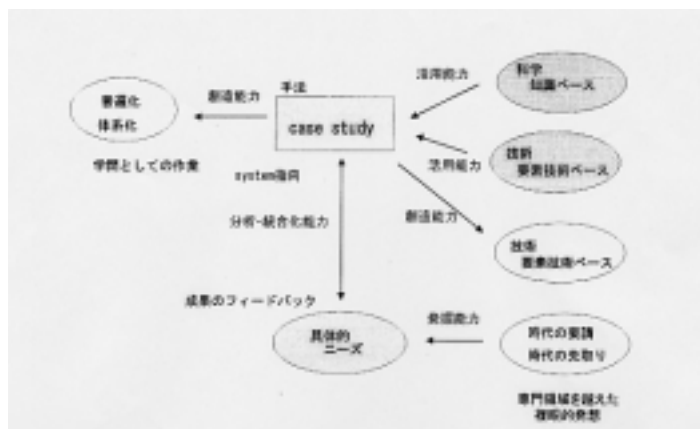 手法
活用能力
科学
知識ベース
創造能力
普遍化
体系化
case study
学問としての作業
system指向
活用能力
技術
要素技術ベース
分析-統合化能力
創造能力
技術
要素技術ベース
成果のフィードバック
具体的
ニーズ
発掘能力
時代の要請
時代の先取り
専門領域を越えた
複眼的発想